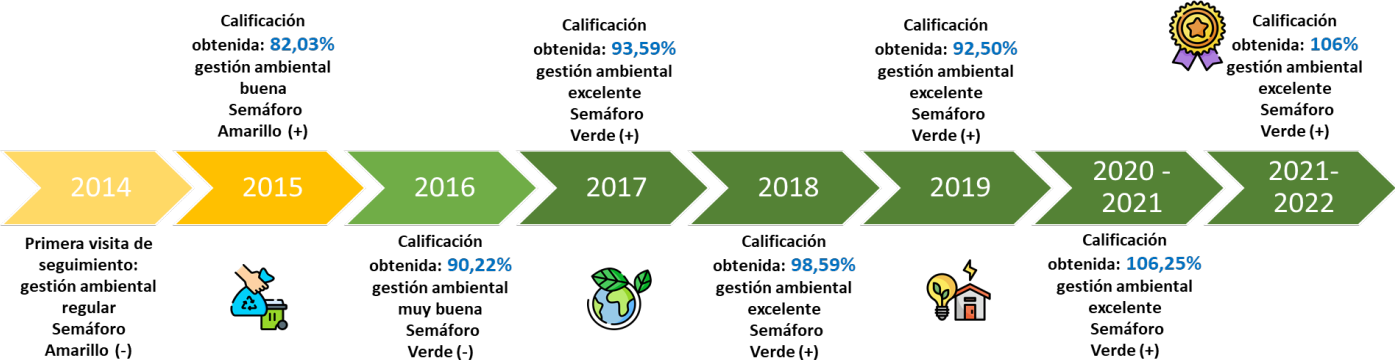 2014
Primera visita de
seguimiento:
gestión ambiental
regular
Semáforo
Amarillo (-)
Calificación
obtenida: 82,03%
gestión ambiental
buena
Semáforo
Amarillo (+)
2015
2016
Calificación
obtenida: 90,22%
gestión ambiental
muy buena
Semáforo
Verde (-)
Calificación
obtenida: 93,59%
gestión ambiental
excelente
Semáforo
Verde (+)
2017
2018
Calificación
obtenida: 98,59%
gestión ambiental
excelente
Semáforo
Verde (+)
Calificación
obtenida: 92,50%
gestión ambiental
excelente
Semáforo
Verde (+)
2019
2020 -
2021
Calificación
obtenida: 106,25%
gestión ambiental
excelente
Semáforo
Verde (+)
Calificación
obtenida: 106%
gestión ambiental
excelente
Semáforo
Verde (+)
2021-
2022